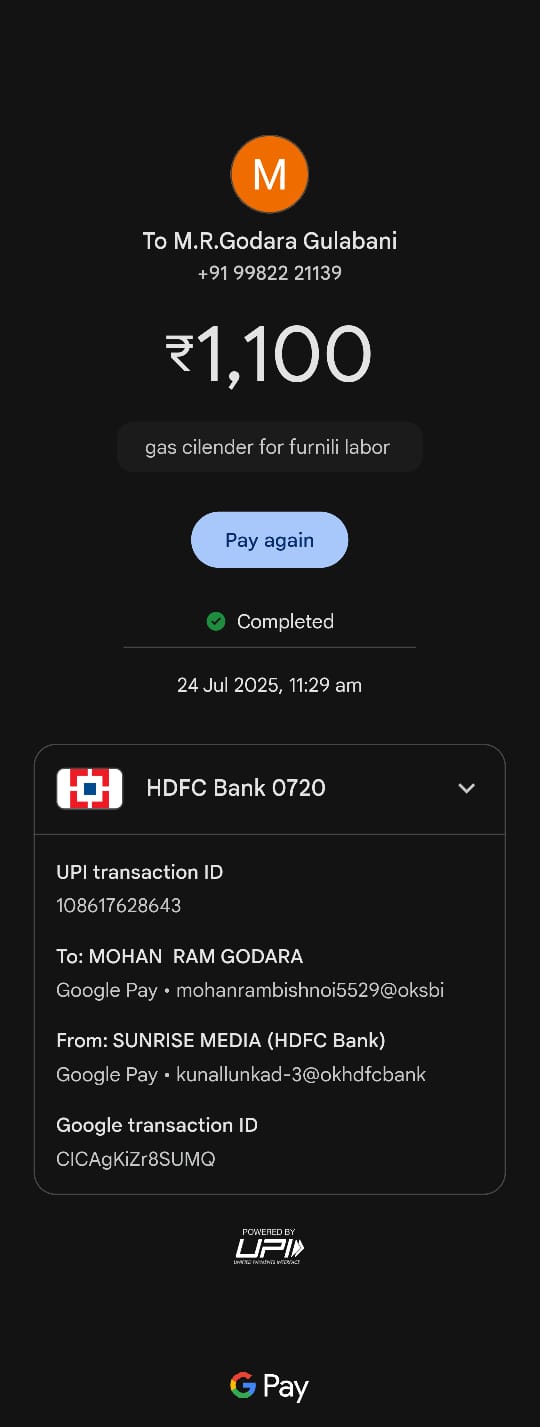 M
To M.R.Godara Gulabani
+91 99822 21139
₹1,100
gas cilender for furnili labor
Pay again
Completed
24 Jul 2025, 11:29 am
HDFC Bank 0720
UPI transaction ID
108617628643
To: MOHAN  RAM GODARA
Google Pay • mohanrambishnoi5529@oksbi
From: SUNRISE MEDIA (HDFC Bank)
Google Pay • kunallunkad-3@okhdfcbank
Google transaction ID
CICAgKiZr8SUMQ
POWERED BY
UPI
UNIFIED PAYMENTS INTERFACE
G Pay